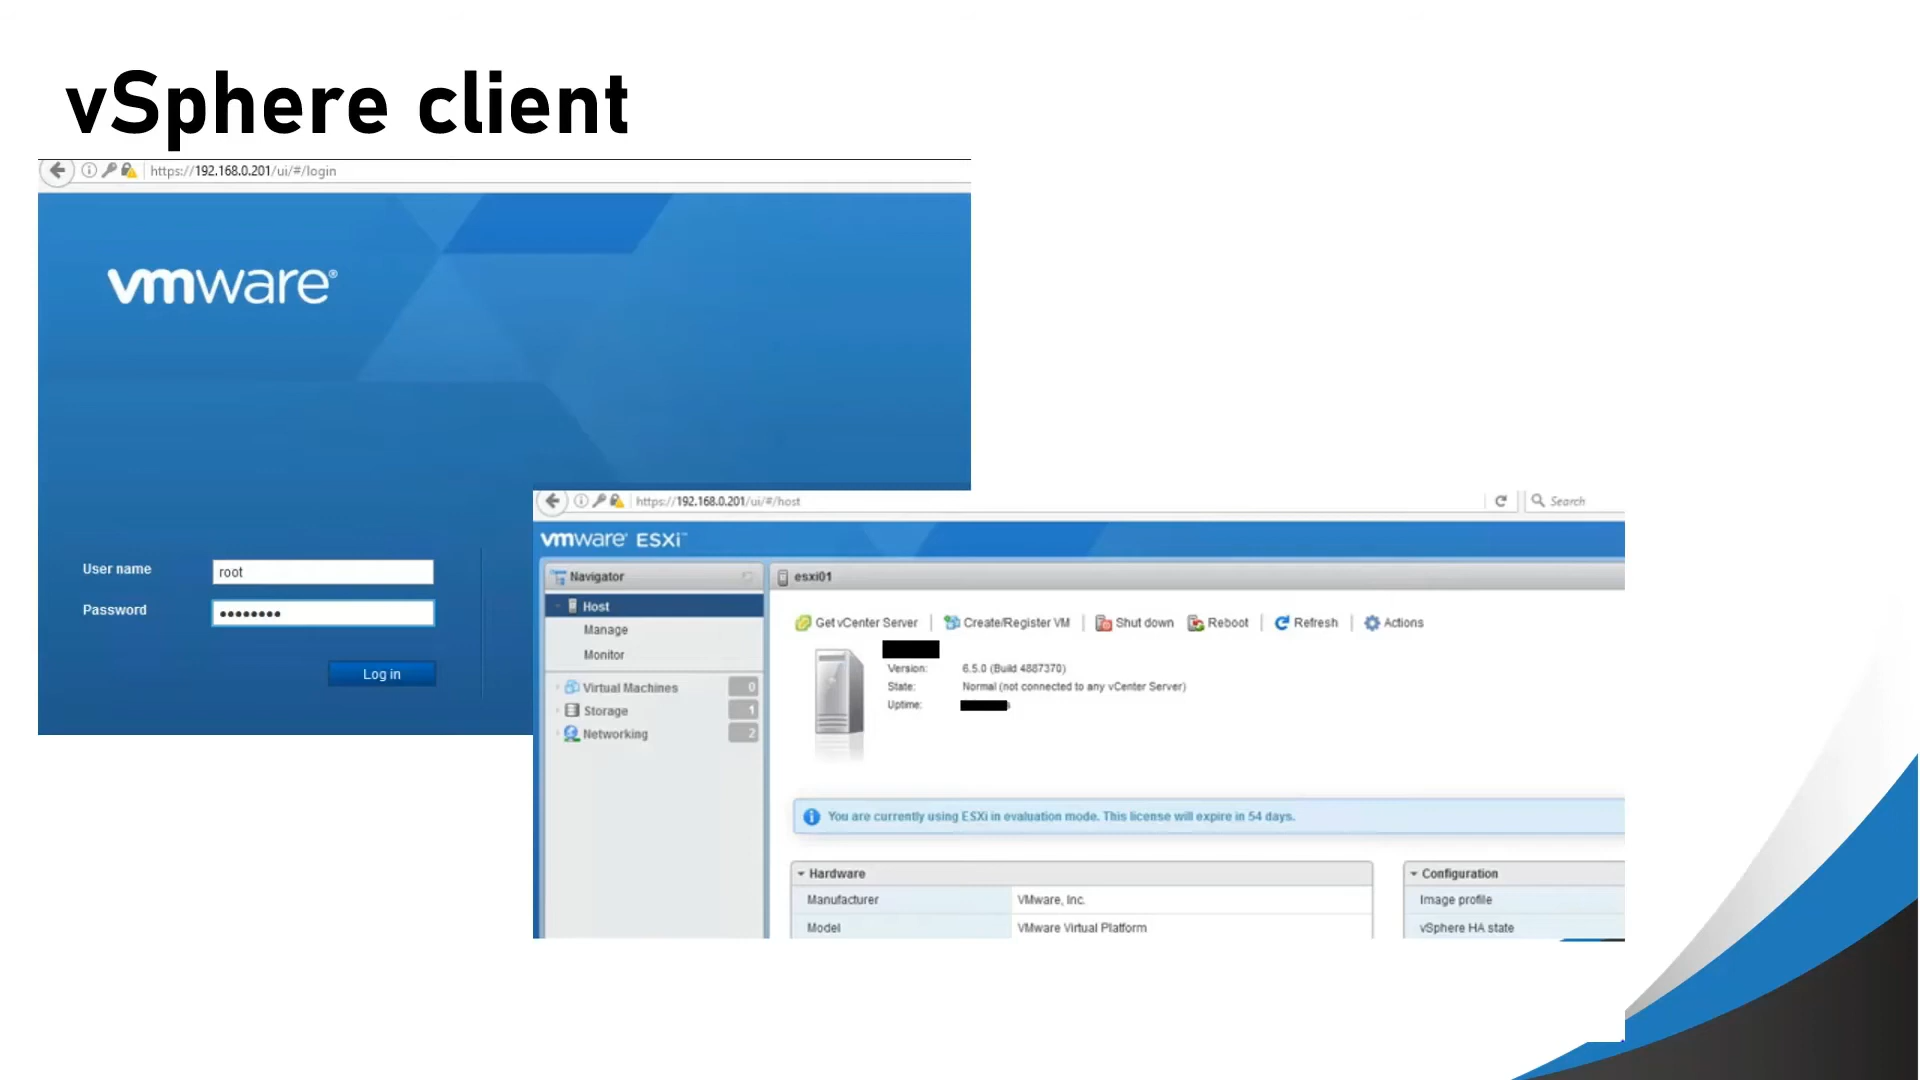 vSphere client
https://192.168.0.201/ui/#/login
vmware®
User name
root
Password
Log in
https://192.168.0.201/ui/#/host
Search
vmware® ESXi™
Navigator
Host
Manage
Monitor
Virtual Machines 0
Storage 1
Networking 2
esxi01
Get vCenter Server | Create/Register VM | Shut down Reboot | Refresh | Actions
Version: 6.5.0 (Build 4887370)
State: Normal (not connected to any vCenter Server)
Uptime:
You are currently using ESXi in evaluation mode. This license will expire in 54 days.
Hardware
Manufacturer VMware, Inc.
Model VMware Virtual Platform
Configuration
Image profile
vSphere HA state